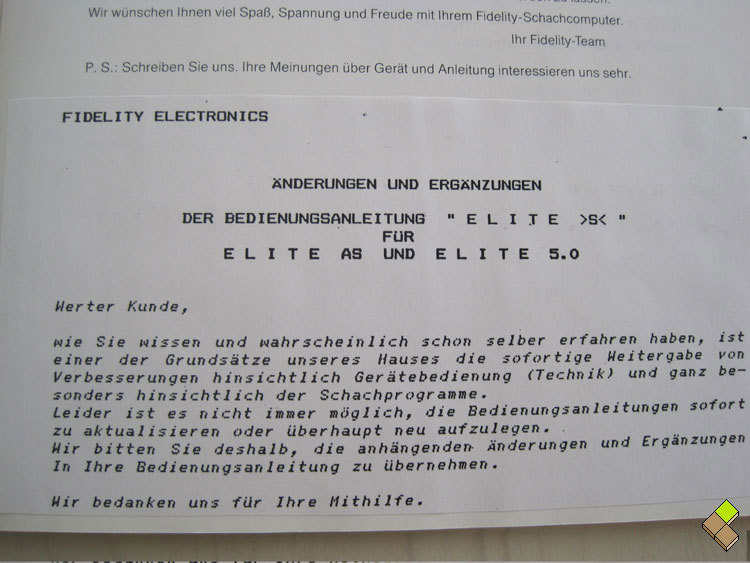 Wir wünschen Ihnen viel Spaß, Spannung und Freude mit Ihrem Fidelity-Schachcomputer.
Ihr Fidelity-Team
P. S.: Schreiben Sie uns. Ihre Meinungen über Gerät und Anleitung interessieren uns sehr.
FIDELITY ELECTRONICS
ÄNDERUNGEN UND ERGÄNZUNGEN
DER BEDIENUNGSANLEITUNG " E L I T E >S< "
FÜR
E L I T E AS UND E L I T E 5.0
Werter Kunde,
wie Sie wissen und wahrscheinlich schon selber erfahren haben, ist
einer der Grundsätze unseres Hauses die sofortige Weitergabe von
Verbesserungen hinsichtlich Gerätebedienung (Technik) und ganz be-
sonders hinsichtlich der Schachprogramme.
Leider ist es nicht immer möglich, die Bedienungsanleitungen sofort
zu aktualisieren oder überhaupt neu aufzulegen.
Wir bitten Sie deshalb, die anhängenden Änderungen und Ergänzungen
In Ihre Bedienungsanleitung zu übernehmen.
Wir bedanken uns für Ihre Mithilfe.